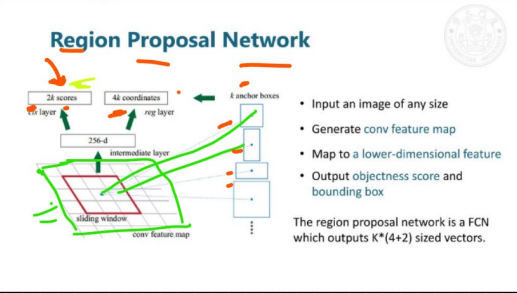 Region Proposal Network
2k scores
4k coordinates
k anchor boxes
cls layer
reg layer
256-d
intermediate layer
sliding window
conv feature map
• Input an image of any size
• Generate conv feature map
• Map to a lower-dimensional feature
• Output objectness score and
bounding box
The region proposal network is a FCN
which outputs K*(4+2) sized vectors.